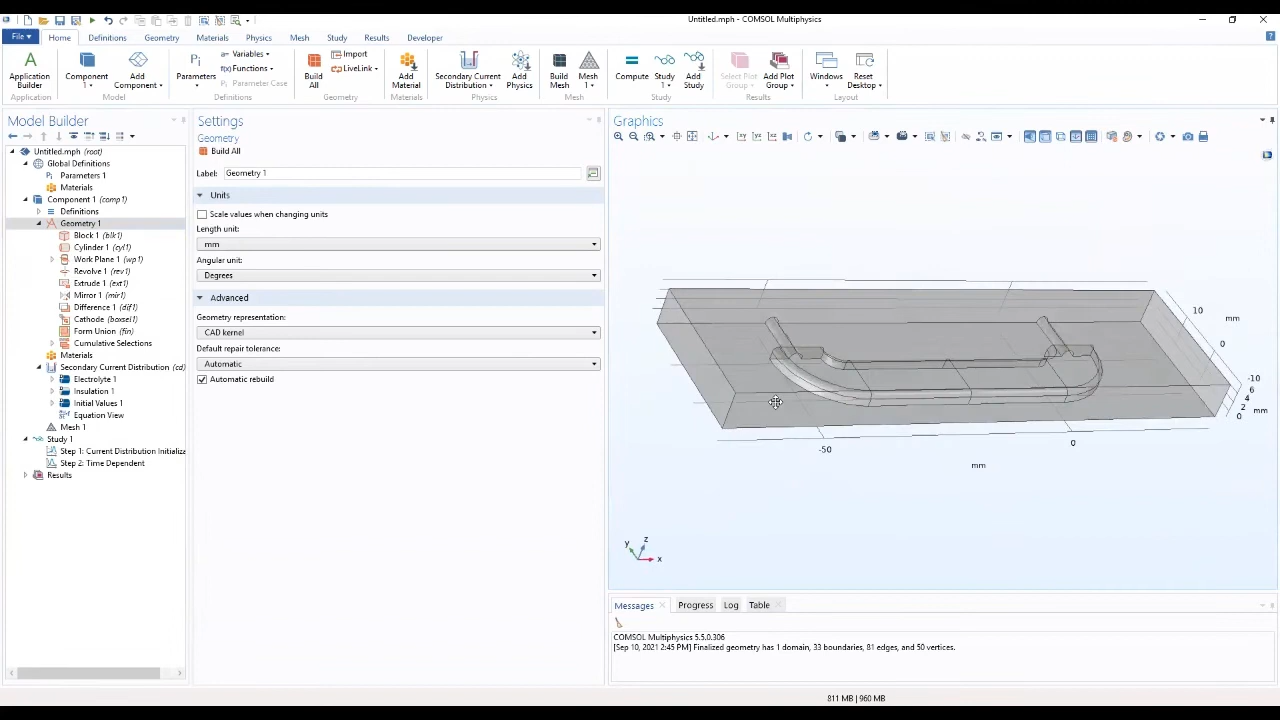 Untitled.mph - COMSOL Multiphysics
File
Home
Definitions
Geometry
Materials
Physics
Mesh
Study
Results
Developer
Application Builder
Component 1
Add Component
Parameters
Variables
Functions
Parameter Case
Build All
Import
LiveLink
Add Material
Secondary Current Distribution
Add Physics
Build Mesh
Mesh 1
Compute
Study 1
Add Study
Select Plot Group
Add Plot Group
Windows
Reset Desktop
Application
Model
Definitions
Geometry
Materials
Physics
Mesh
Study
Results
Layout
Model Builder
Untitled.mph (root)
Global Definitions
Pi Parameters 1
Materials
Component 1 (comp1)
Definitions
Geometry 1
Block 1 (blk1)
Cylinder 1 (cyl1)
Work Plane 1 (wp1)
Revolve 1 (rev1)
Extrude 1 (ext1)
Mirror 1 (mir1)
Difference 1 (dif1)
Cathode (boxsel1)
Form Union (fin)
Cumulative Selections
Materials
Secondary Current Distribution (cd)
Electrolyte 1
Insulation 1
Initial Values 1
Equation View
Mesh 1
Study 1
Step 1: Current Distribution Initializa
Step 2: Time Dependent
Results
Settings
Geometry
Build All
Label: Geometry 1
Units
Scale values when changing units
Length unit:
mm
Angular unit:
Degrees
Advanced
Geometry representation:
CAD kernel
Default repair tolerance:
Automatic
Automatic rebuild
Graphics
10
mm
0
-10
6
4
2
0
mm
-50
0
mm
y
z
x
Messages
Progress
Log
Table
COMSOL Multiphysics 5.5.0.306
[Sep 10, 2021 2:45 PM] Finalized geometry has 1 domain, 33 boundaries, 81 edges, and 50 vertices.
811 MB | 960 MB